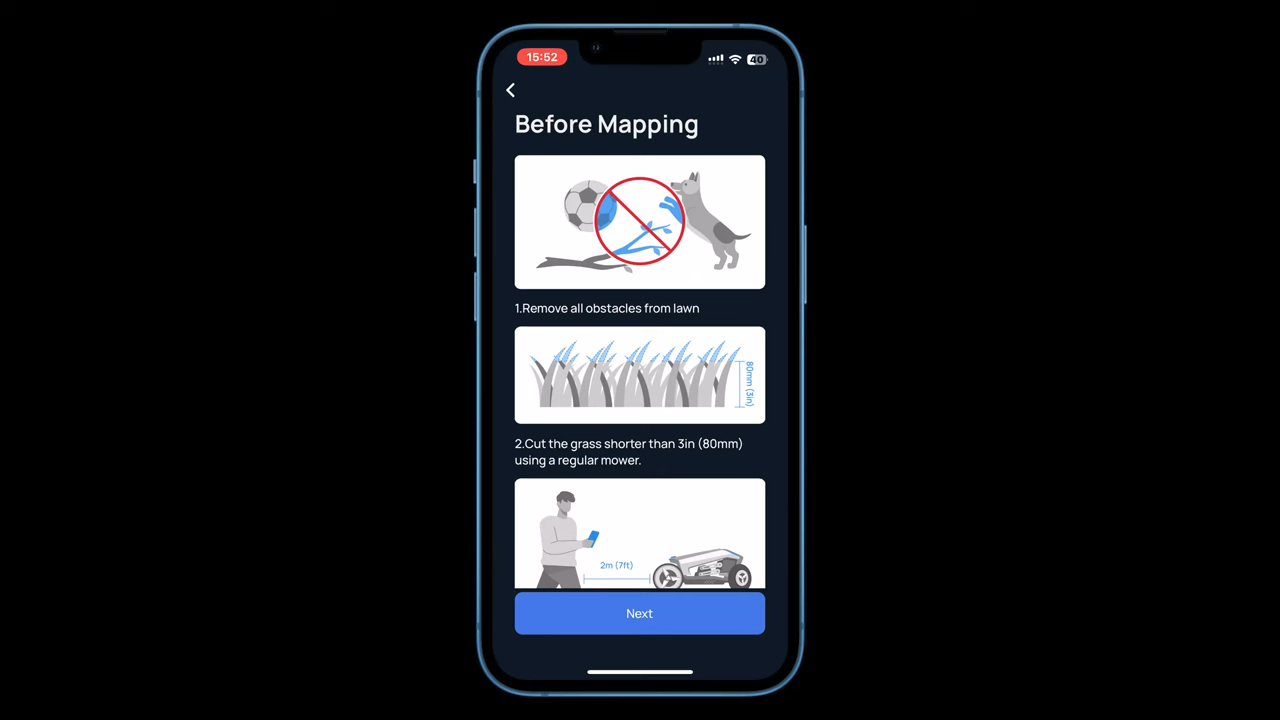 15:52
40
Before Mapping
1.Remove all obstacles from lawn
80mm (3in)
2.Cut the grass shorter than 3in (80mm)
using a regular mower.
2m (7ft)
Next